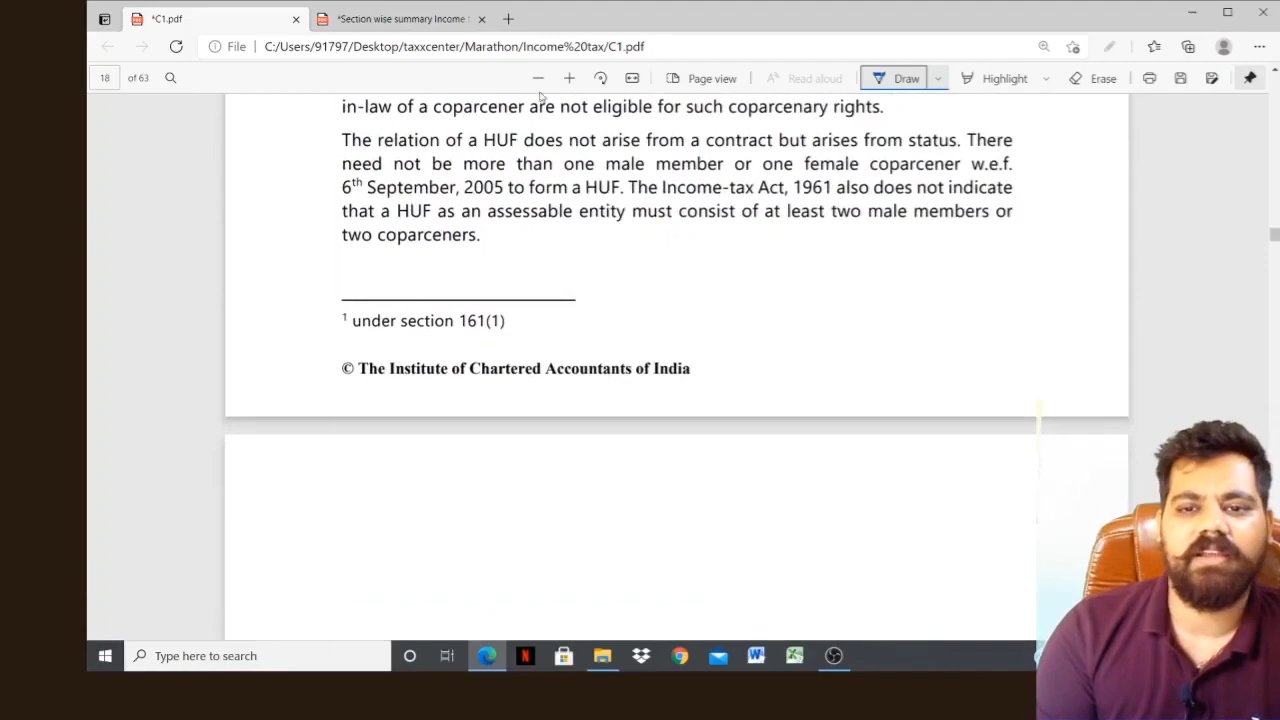 *C1.pdf
*Section wise summary Income
File
C:/Users/91797/Desktop/taxxcenter/Marathon/Income%20tax/C1.pdf
18 of 63
Page view
Read aloud
Draw
Highlight
Erase
in-law of a coparcener are not eligible for such coparcenary rights.
The relation of a HUF does not arise from a contract but arises from status. There
need not be more than one male member or one female coparcener w.e.f.
6th September, 2005 to form a HUF. The Income-tax Act, 1961 also does not indicate
that a HUF as an assessable entity must consist of at least two male members or
two coparceners.
1 under section 161(1)
© The Institute of Chartered Accountants of India
Type here to search